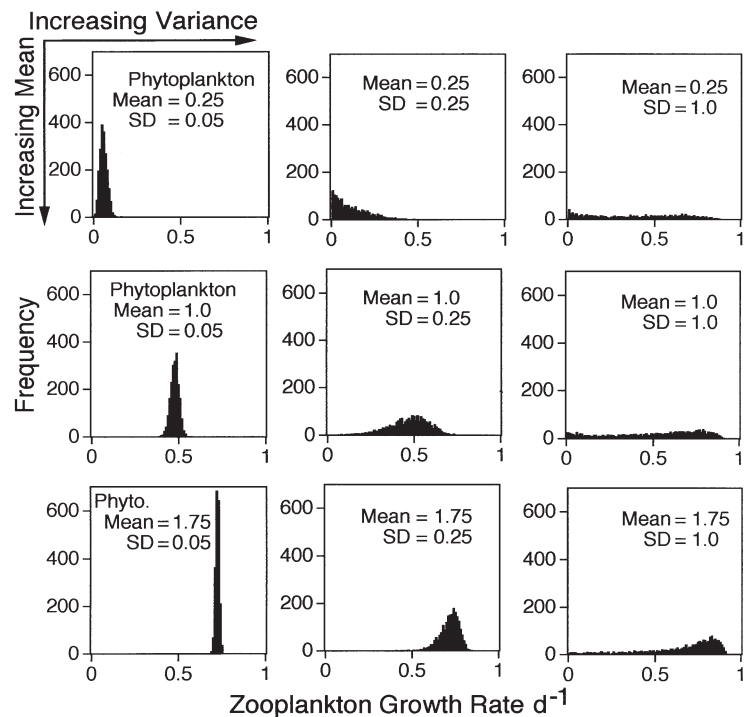 Increasing Variance
Increasing Mean
600
400
200
0
Phytoplankton
Mean = 0.25
SD = 0.05
0
0.5
1
600
400
200
0
Mean = 0.25
SD = 0.25
0
0.5
1
600
400
200
0
Mean = 0.25
SD = 1.0
0
0.5
1
Frequency
600
400
200
0
Phytoplankton
Mean = 1.0
SD = 0.05
0
0.5
1
600
400
200
0
Mean = 1.0
SD = 0.25
0
0.5
1
600
400
200
0
Mean = 1.0
SD = 1.0
0
0.5
1
600
400
200
0
Phyto.
Mean = 1.75
SD = 0.05
0
0.5
1
600
400
200
0
Mean = 1.75
SD = 0.25
0
0.5
1
600
400
200
0
Mean = 1.75
SD = 1.0
0
0.5
1
Zooplankton Growth Rate d⁻¹